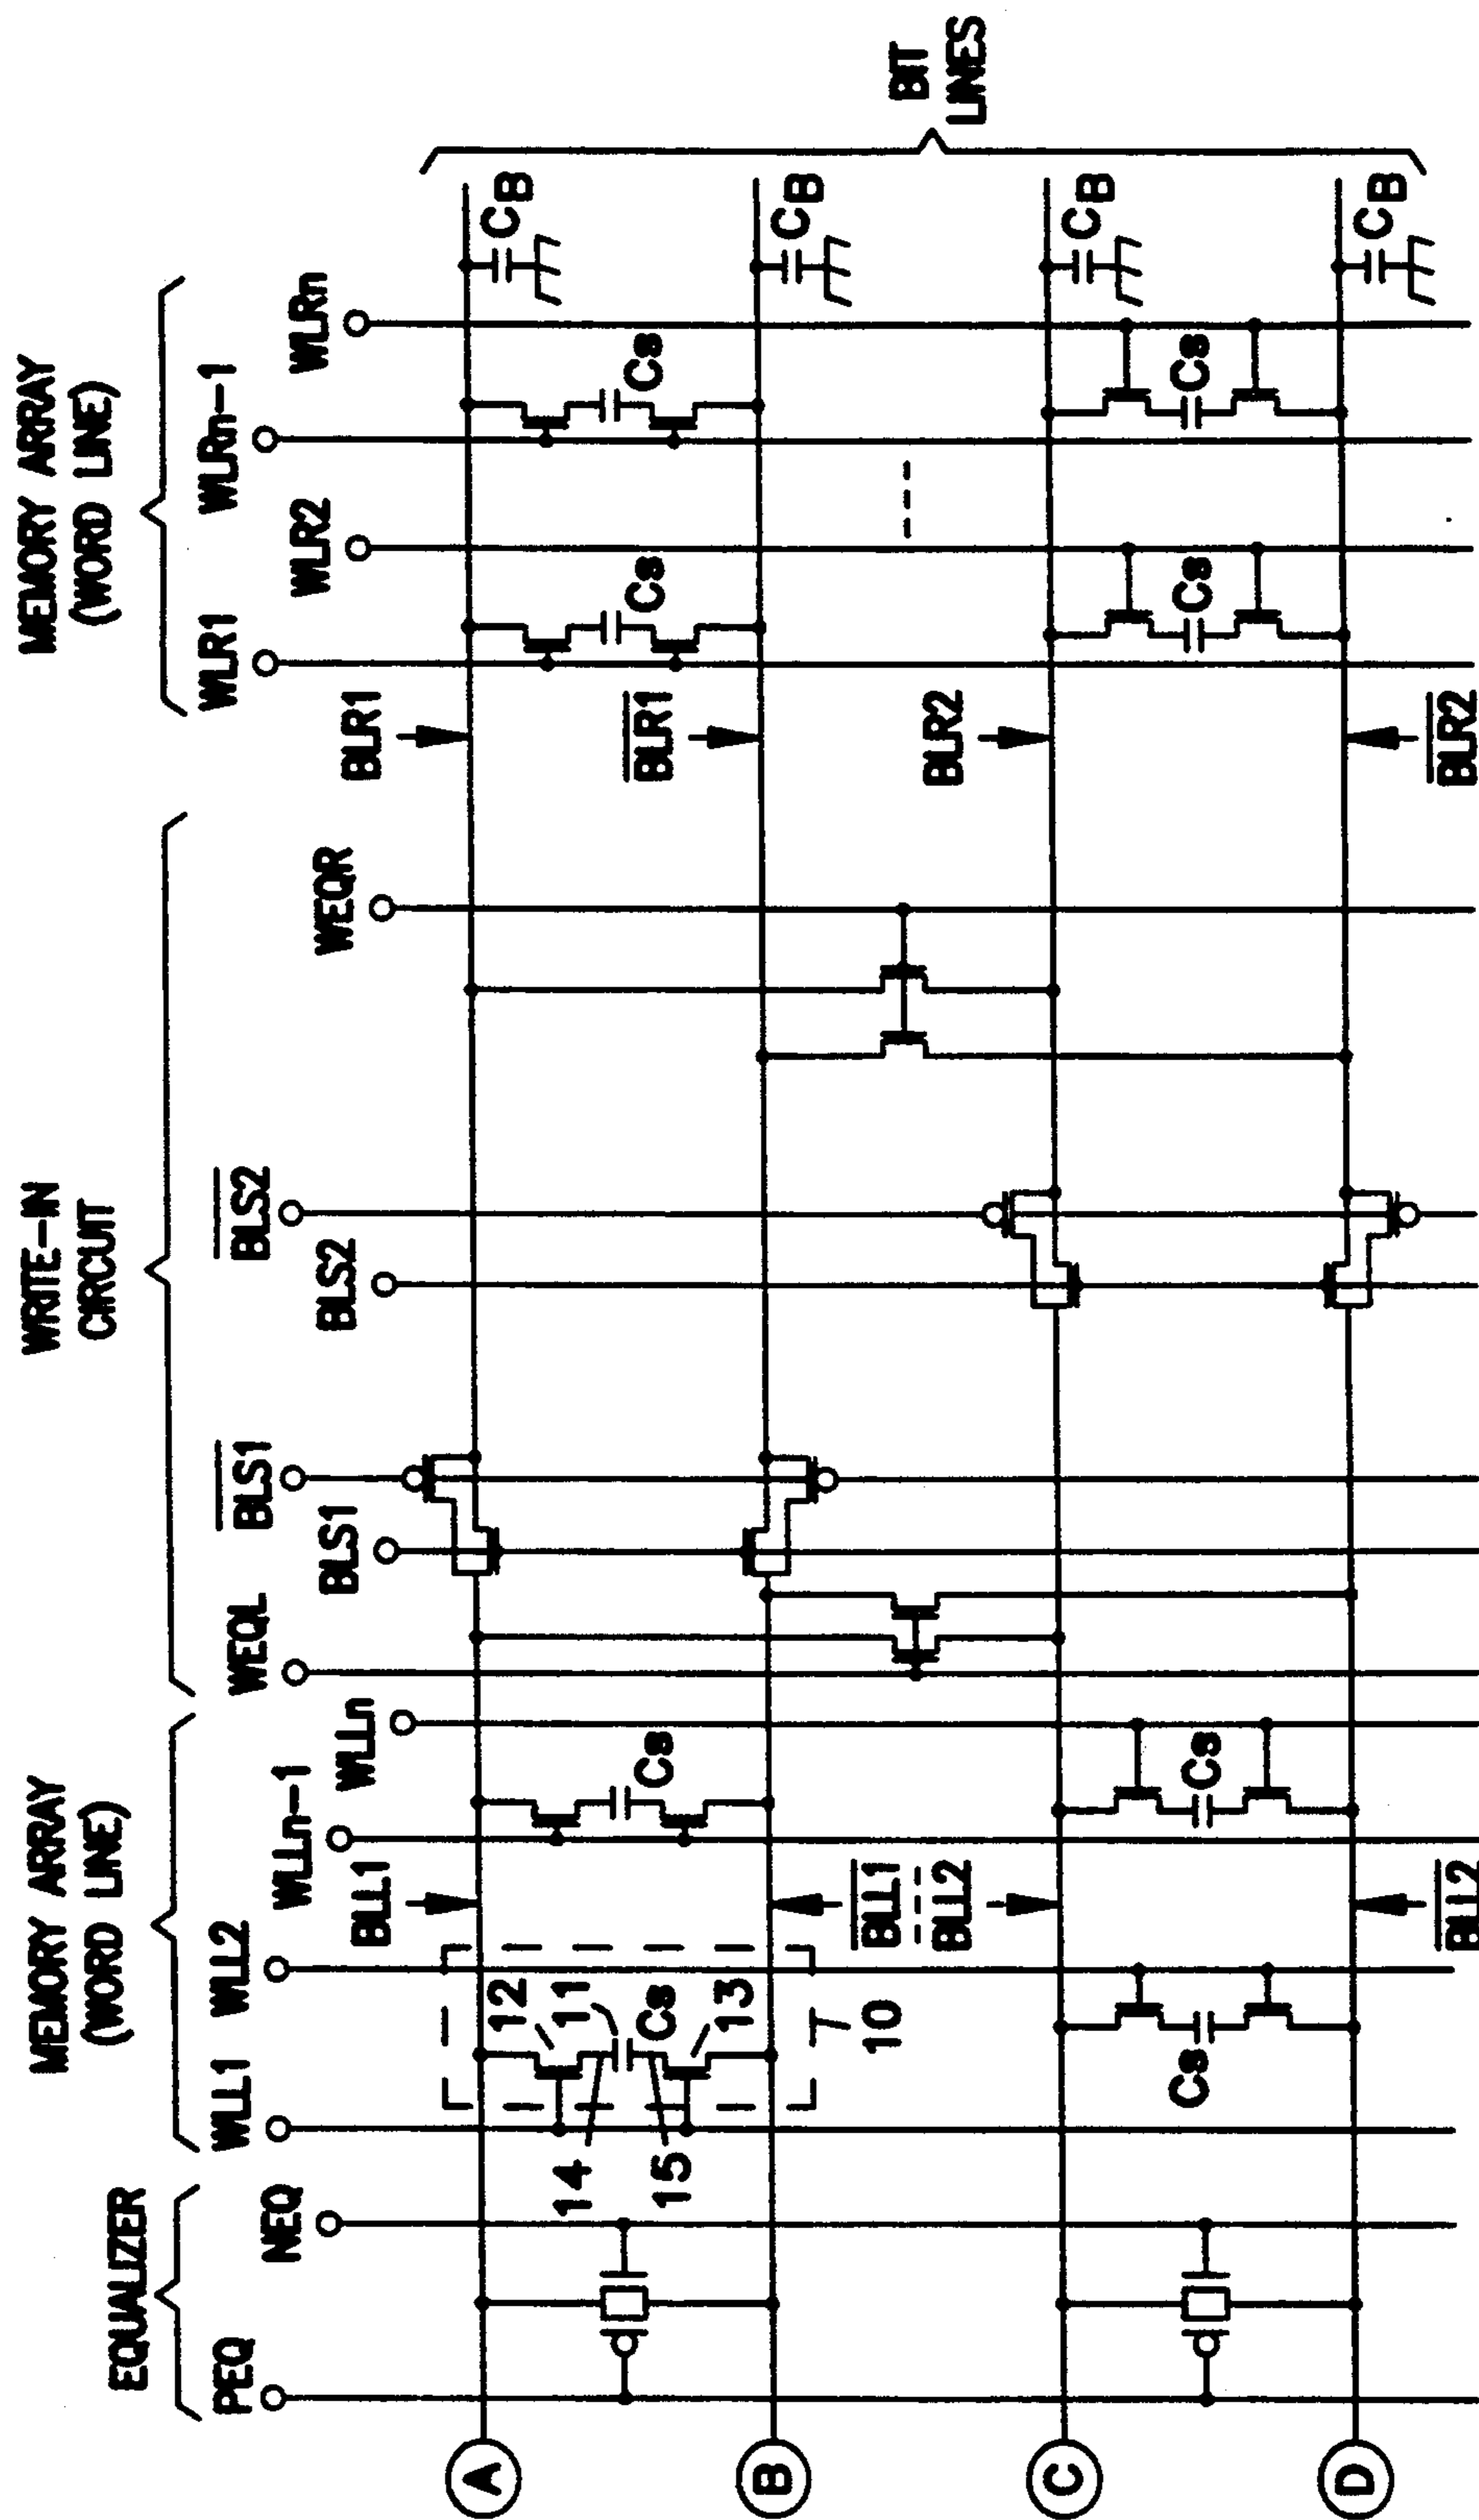 EQUALIZER
MEMORY ARRAY
(WORD LINE)
WRITE-IN
CIRCUIT
MEMORY ARRAY
(WORD LINE)
PEQ
NEQ
WLL1
WLL2
WLLn-1
WLLn
WEQL
BLS1
BLS1
BLS2
BLS2
WEQR
WLR1
WLR2
WLRn-1
WLRn
BLL1
BLR1
A
14
15
12
11
Cs
13
10
Cs
Cs
Cs
CB
B
BLL1
BLR1
CB
BIT
LINES
BLL2
BLR2
C
Cs
Cs
Cs
Cs
CB
D
CB
BLL2
BLR2